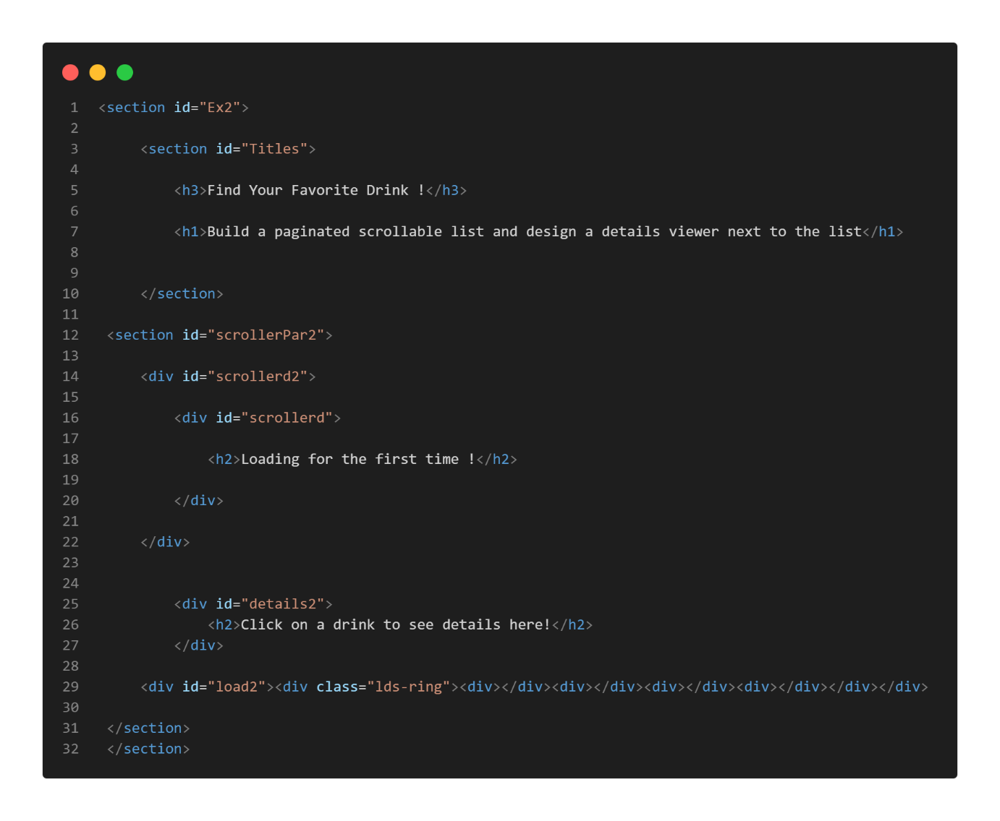 1 <section id="Ex2">
2
3 <section id="Titles">
4
5 <h3>Find Your Favorite Drink !</h3>
6
7 <h1>Build a paginated scrollable list and design a details viewer next to the list</h1>
8
9
10 </section>
11
12 <section id="scrollerPar2">
13
14 <div id="scrollerd2">
15
16 <div id="scrollerd">
17
18 <h2>Loading for the first time !</h2>
19
20 </div>
21
22 </div>
23
24
25 <div id="details2">
26 <h2>Click on a drink to see details here!</h2>
27 </div>
28
29 <div id="load2"><div class="lds-ring"><div></div><div></div><div></div><div></div></div></div>
30
31 </section>
32 </section>